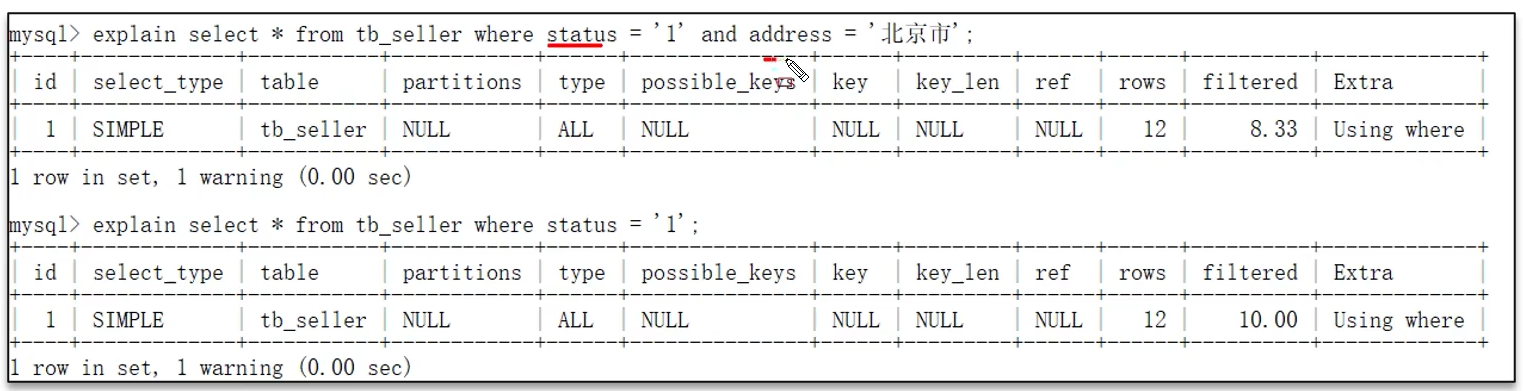 mysql> explain select * from tb_seller where status = '1' and address = '北京市';
+----+-------------+-----------+------------+------+---------------+------+---------+------+------+----------+-------------+
| id | select_type | table | partitions | type | possible_keys | key | key_len | ref | rows | filtered | Extra |
+----+-------------+-----------+------------+------+---------------+------+---------+------+------+----------+-------------+
| 1 | SIMPLE | tb_seller | NULL | ALL | NULL | NULL | NULL | NULL | 12 | 8.33 | Using where |
+----+-------------+-----------+------------+------+---------------+------+---------+------+------+----------+-------------+
1 row in set, 1 warning (0.00 sec)
mysql> explain select * from tb_seller where status = '1';
+----+-------------+-----------+------------+------+---------------+------+---------+------+------+----------+-------------+
| id | select_type | table | partitions | type | possible_keys | key | key_len | ref | rows | filtered | Extra |
+----+-------------+-----------+------------+------+---------------+------+---------+------+------+----------+-------------+
| 1 | SIMPLE | tb_seller | NULL | ALL | NULL | NULL | NULL | NULL | 12 | 10.00 | Using where |
+----+-------------+-----------+------------+------+---------------+------+---------+------+------+----------+-------------+
1 row in set, 1 warning (0.00 sec)